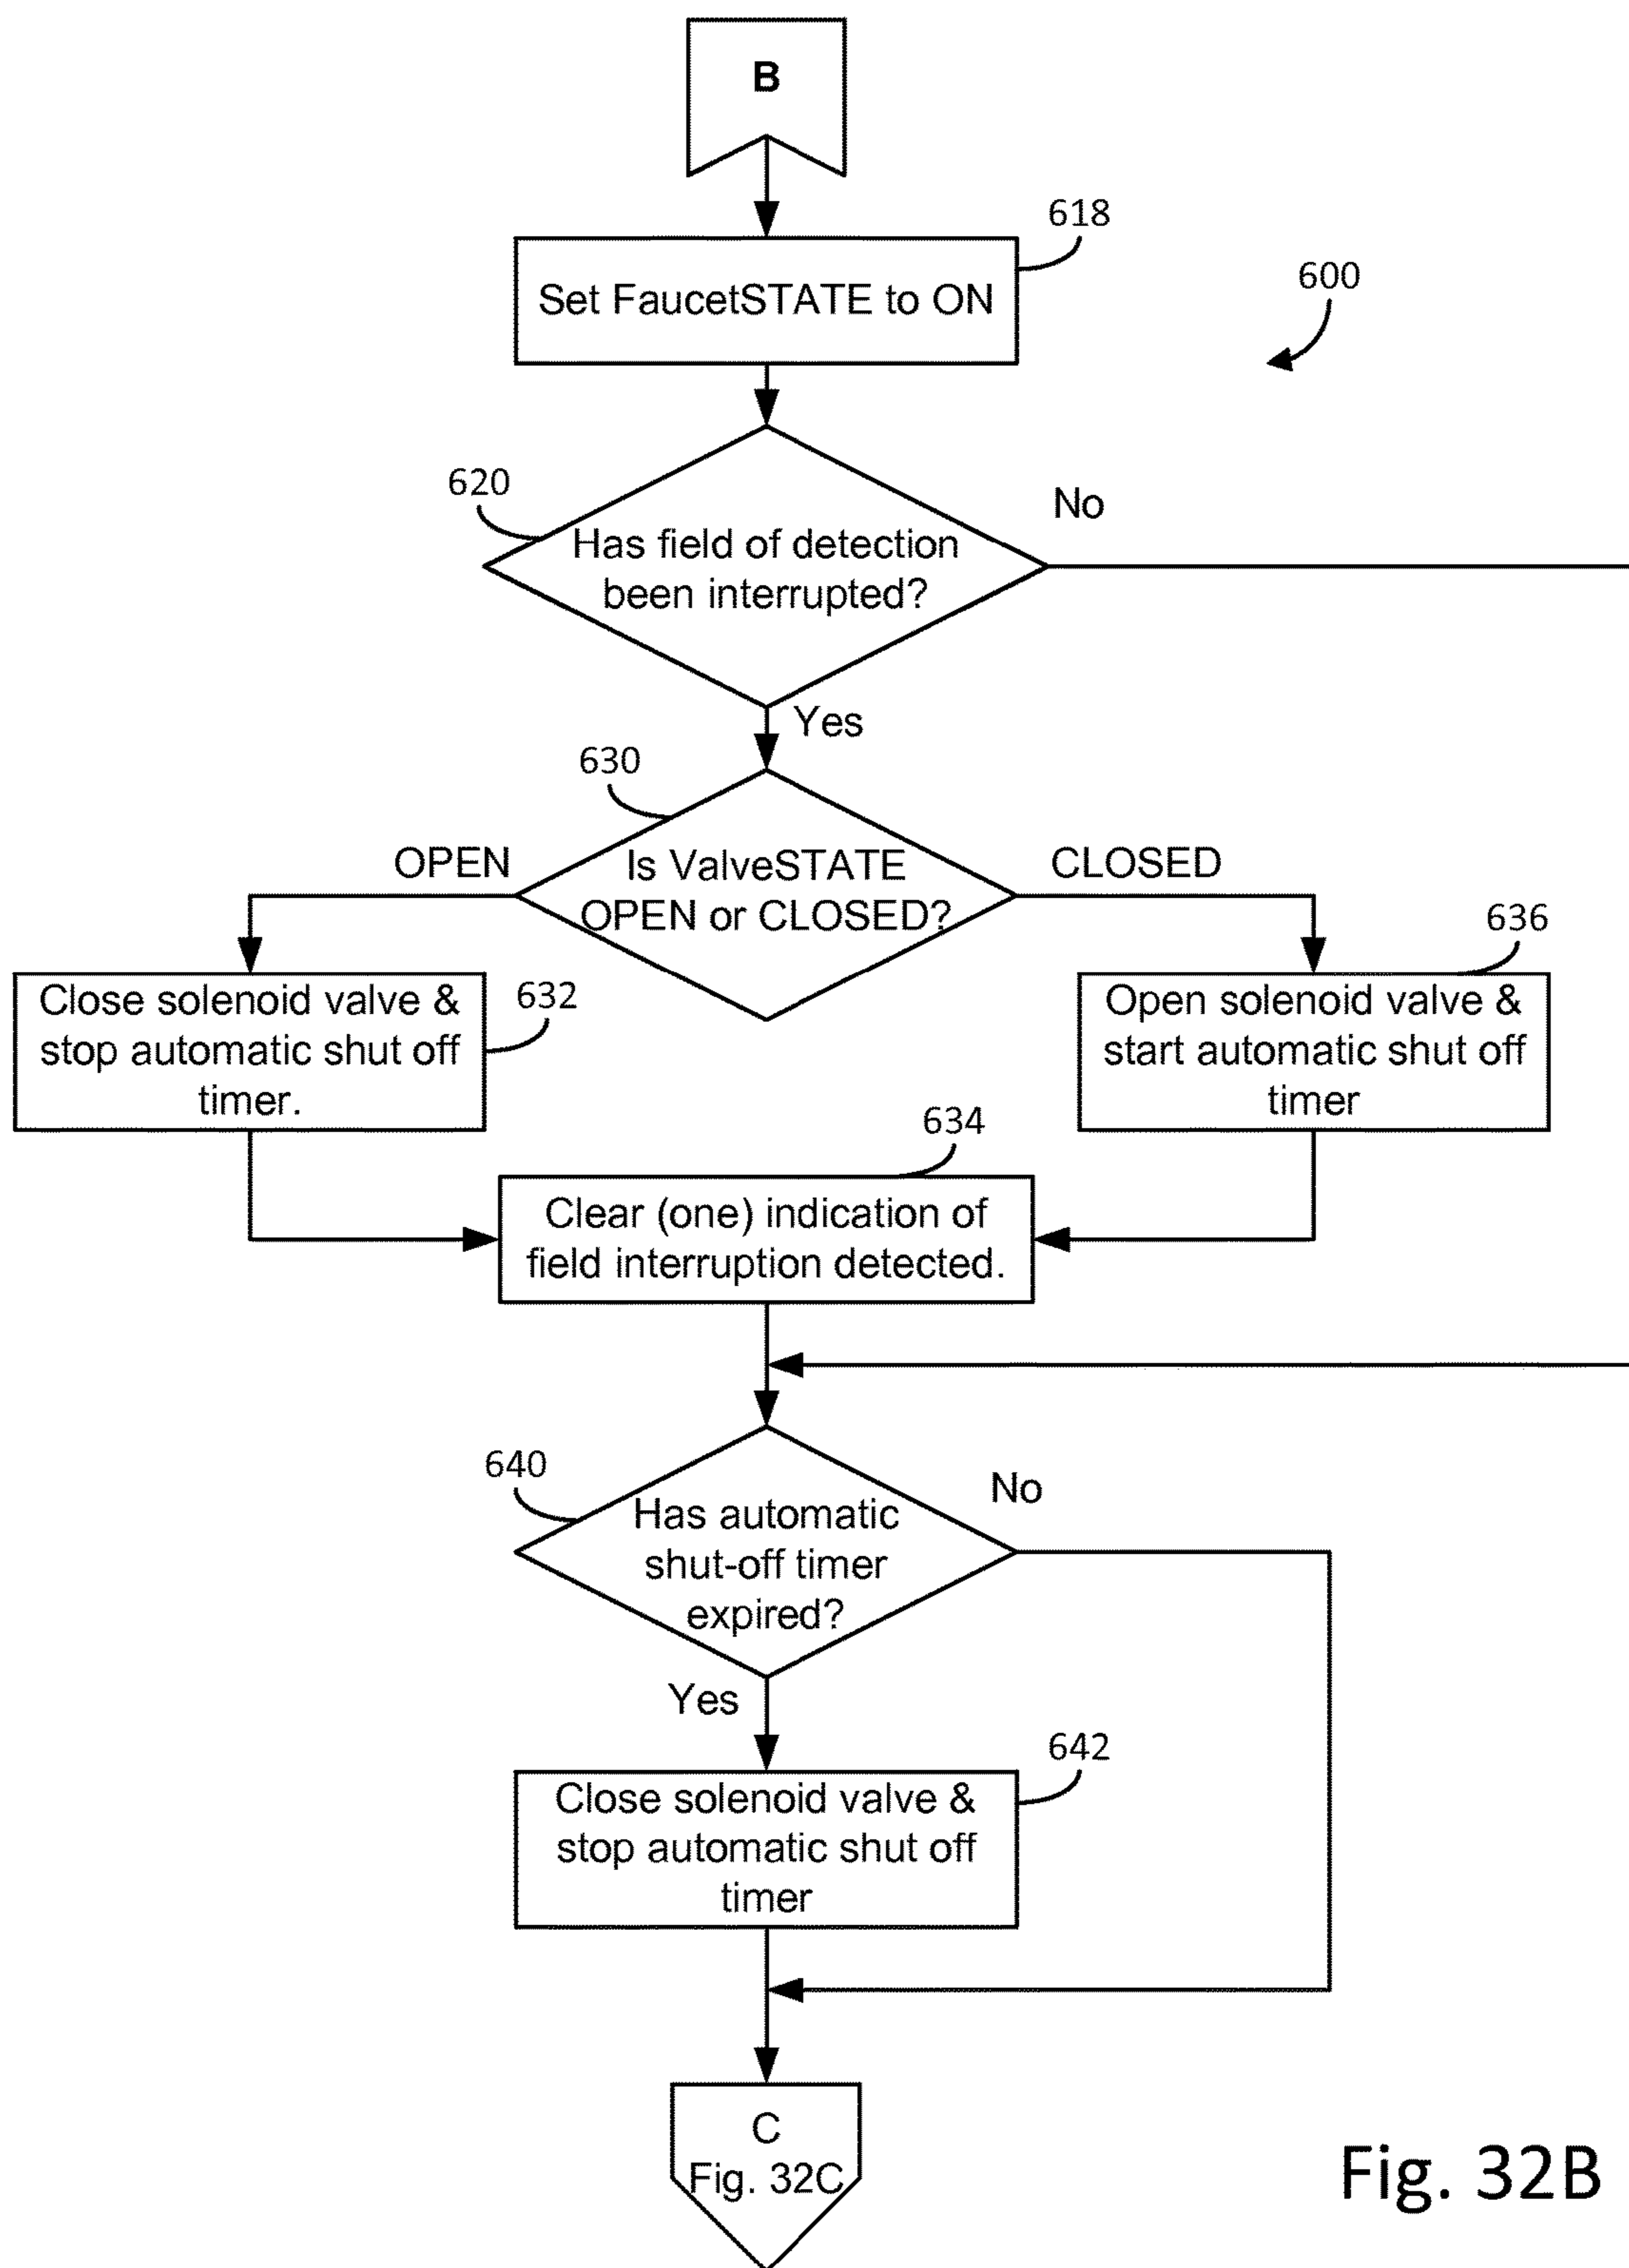 B
618
Set FaucetSTATE to ON
600
620
No
Has field of detection
been interrupted?
Yes
630
OPEN
Is ValveSTATE
OPEN or CLOSED?
CLOSED
636
Close solenoid valve &
stop automatic shut off
timer.
632
Open solenoid valve &
start automatic shut off
timer
634
Clear (one) indication of
field interruption detected.
640
No
Has automatic
shut-off timer
expired?
Yes
642
Close solenoid valve &
stop automatic shut off
timer
C
Fig. 32C
Fig. 32B